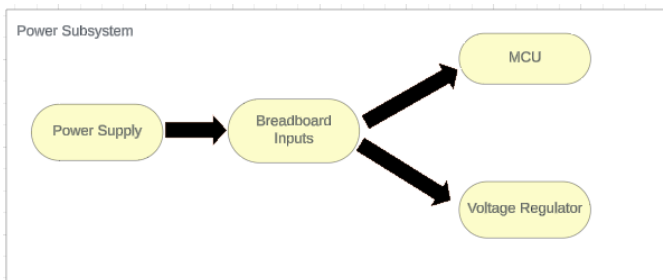 Power Subsystem
MCU
Power Supply
Breadboard
Inputs
Voltage Regulator